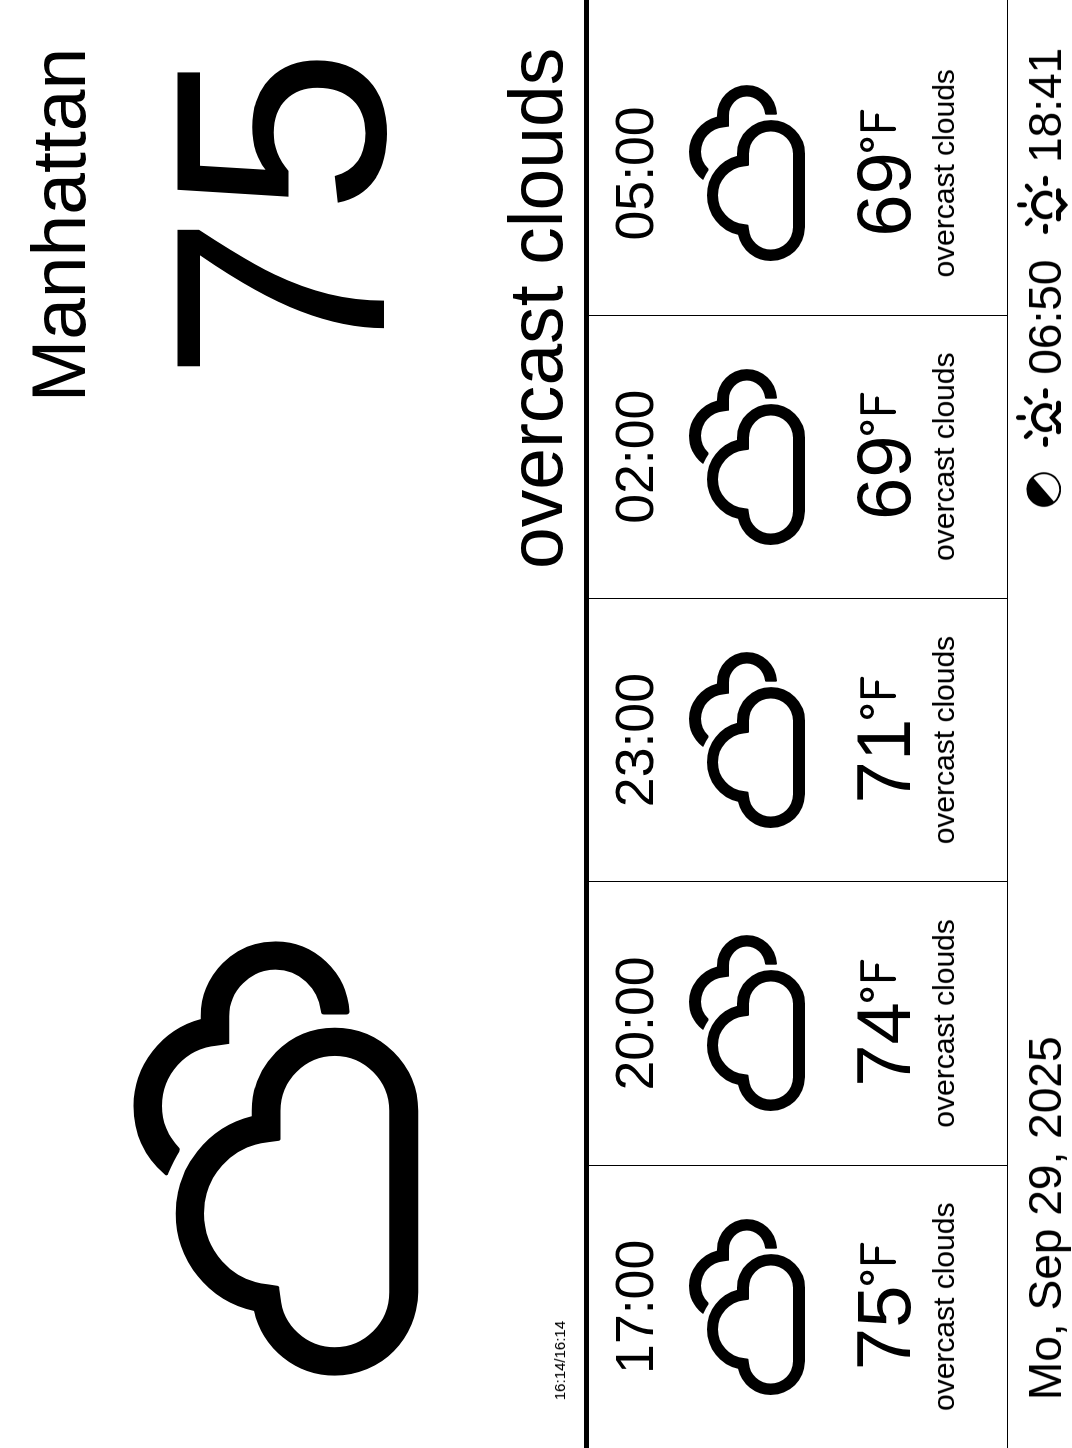 Manhattan
75
overcast clouds
16:14/16:14
17:00
75°F
overcast clouds
20:00
74°F
overcast clouds
23:00
71°F
overcast clouds
02:00
69°F
overcast clouds
05:00
69°F
overcast clouds
Mo, Sep 29, 2025
06:50
18:41